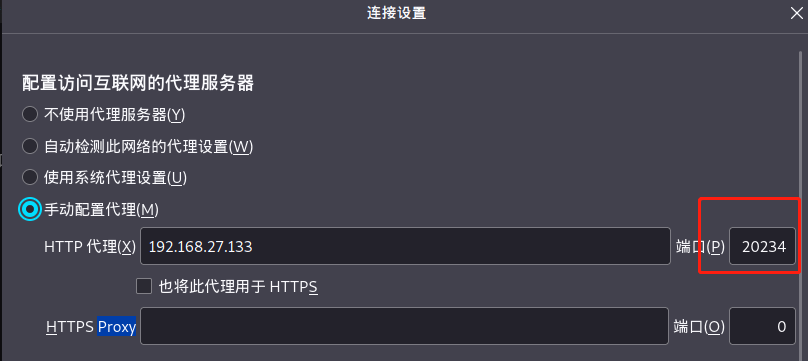 连接设置
配置访问互联网的代理服务器
不使用代理服务器(Y)
自动检测此网络的代理设置(W)
使用系统代理设置(U)
手动配置代理(M)
HTTP 代理(X) 192.168.27.133 端口(P) 20234
也将此代理用于 HTTPS
HTTPS Proxy 端口(O) 0